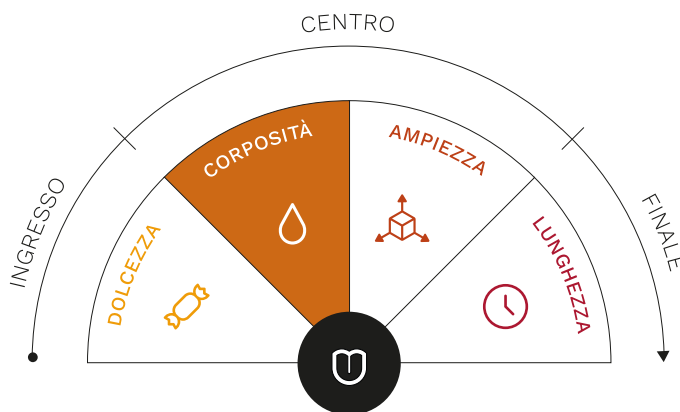 CENTRO
INGRESSO
FINALE
DOLCEZZA
CORPOSITÀ
AMPIEZZA
LUNGHEZZA